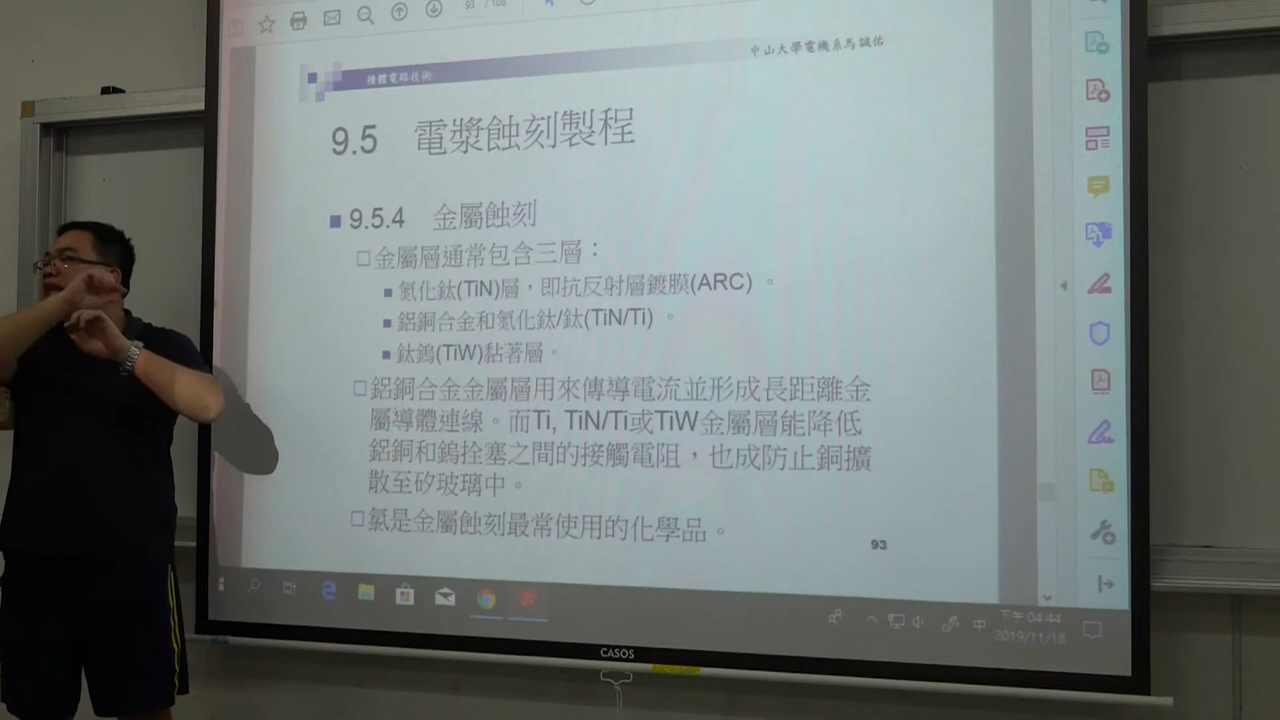 93 / 108
中山大學電機系馬誠佑
積體電路技術
9.5 電漿蝕刻製程
9.5.4 金屬蝕刻
金屬層通常包含三層：
氮化鈦(TiN)層，即抗反射層鍍膜(ARC) 。
鋁銅合金和氮化鈦/鈦(TiN/Ti) 。
鈦鎢(TiW)黏著層。
鋁銅合金金屬層用來傳導電流並形成長距離金
屬導體連線。而Ti, TiN/Ti或TiW金屬層能降低
鋁銅和鎢拴塞之間的接觸電阻，也成防止銅擴
散至矽玻璃中。
氯是金屬蝕刻最常使用的化學品。
93
中
下午 04:44
2019/11/18
CASOS